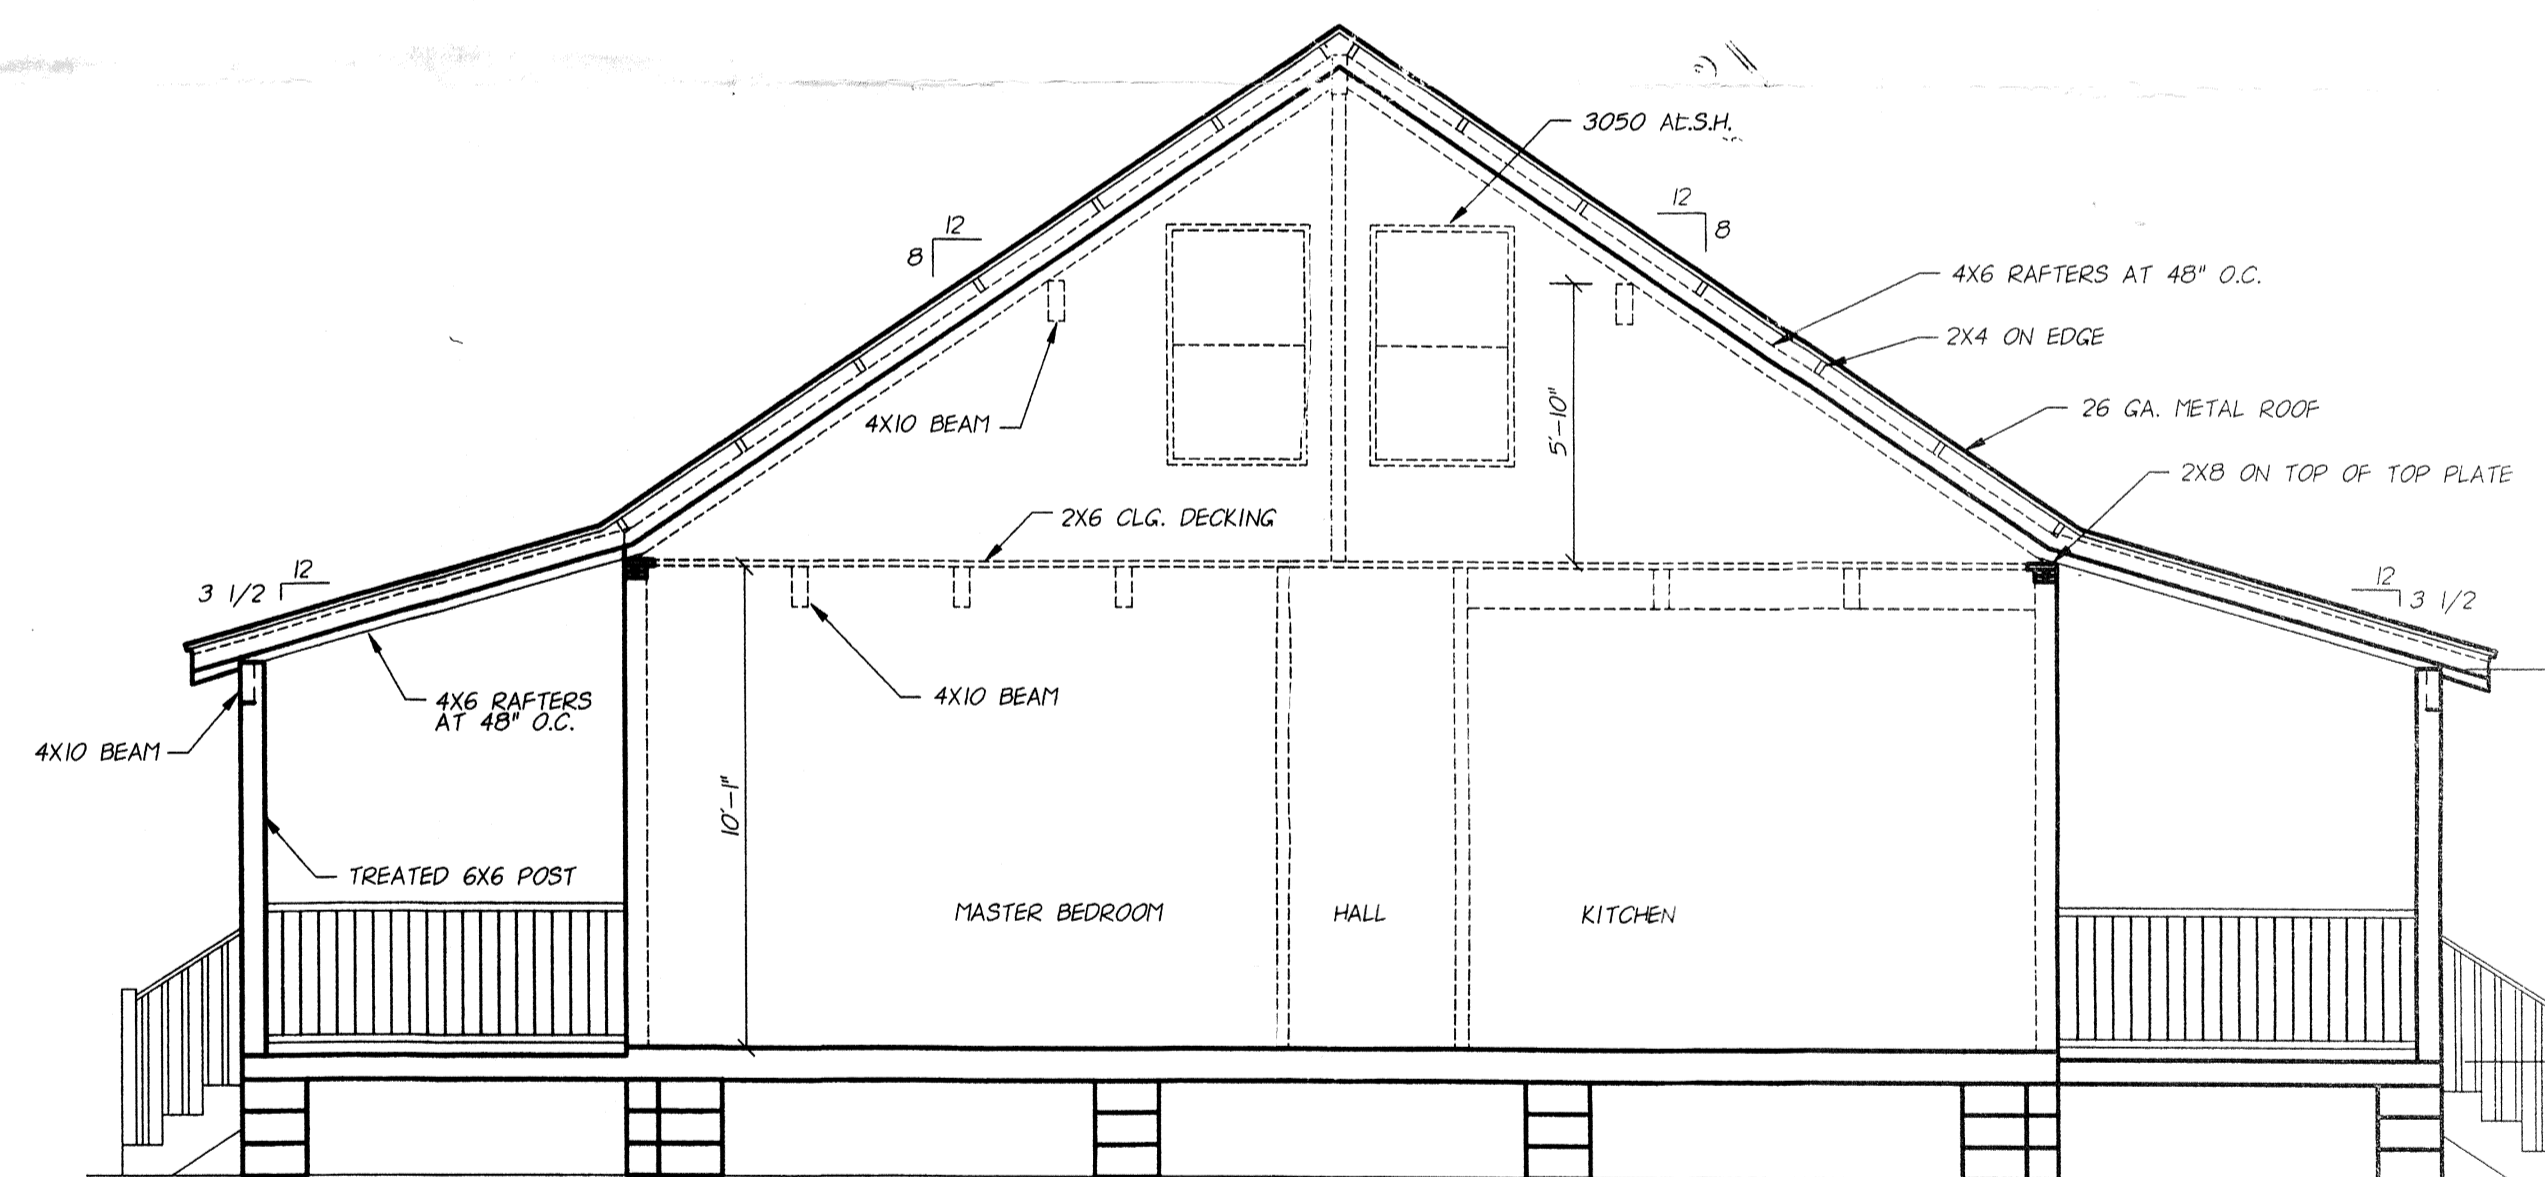 3050 AL.S.H.
12
8
12
8
4X6 RAFTERS AT 48" O.C.
2X4 ON EDGE
26 GA. METAL ROOF
4X10 BEAM
5'-10"
2X8 ON TOP OF TOP PLATE
2X6 CLG. DECKING
12
3 1/2
12
3 1/2
4X6 RAFTERS
AT 48" O.C.
4X10 BEAM
4X10 BEAM
10'-1"
TREATED 6X6 POST
MASTER BEDROOM
HALL
KITCHEN